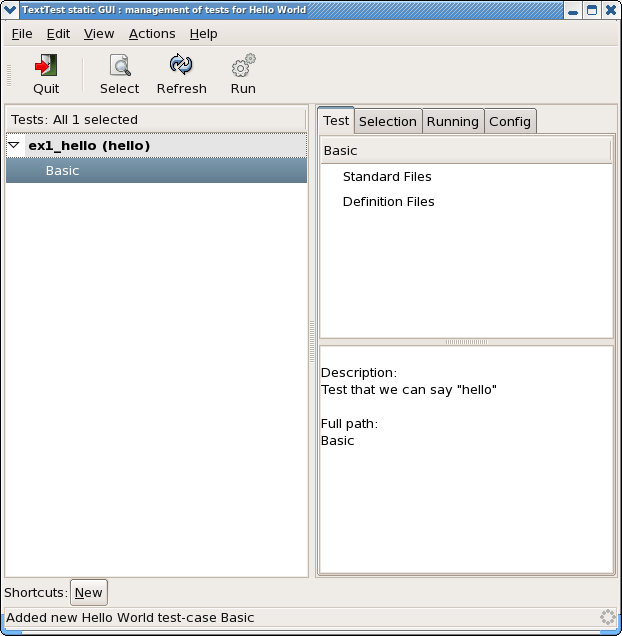 TextTest static GUI : management of tests for Hello World
File Edit View Actions Help
Quit Select Refresh Run
Tests: All 1 selected
ex1_hello (hello)
Basic
Test Selection Running Config
Basic
Standard Files
Definition Files
Description:
Test that we can say "hello"
Full path:
Basic
Shortcuts: New
Added new Hello World test-case Basic